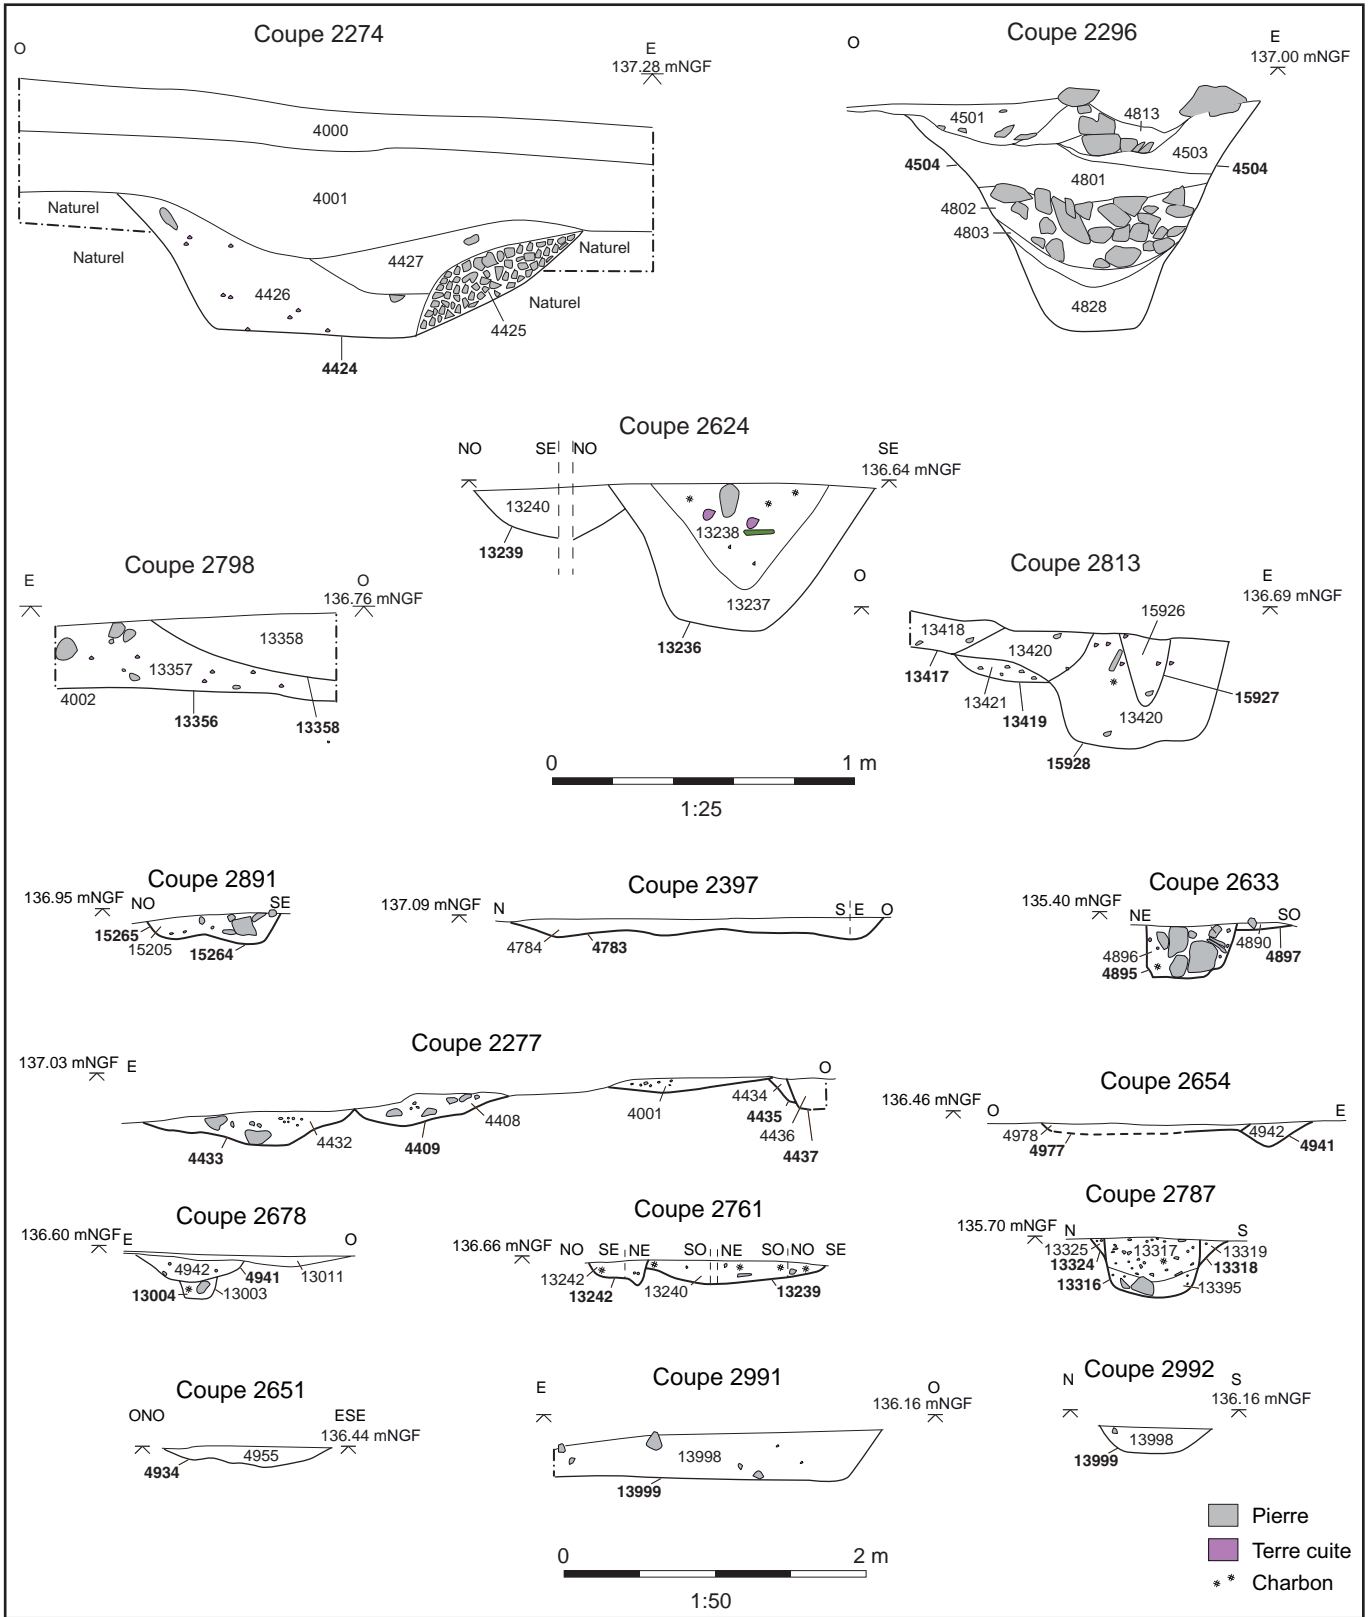 Coupe 2274
O
E
137.28 mNGF
4000
4001
Naturel
Naturel
4427
Naturel
4426
Naturel
4425
4424
Coupe 2296
O
E
137.00 mNGF
4501
4813
4503
4504
4504
4801
4802
4803
4828
Coupe 2624
NO
SE
NO
SE
136.64 mNGF
13240
13238
13239
13237
13236
Coupe 2798
E
O
136.76 mNGF
13358
13357
4002
13356
13358
Coupe 2813
O
E
136.69 mNGF
15926
13418
13420
13417
13421
13419
13420
15927
15928
0
1 m
1:25
Coupe 2891
136.95 mNGF
NO
SE
15265
15205
15264
Coupe 2397
137.09 mNGF
N
S
E
O
4784
4783
Coupe 2633
135.40 mNGF
NE
SO
4896
4890
4895
4897
Coupe 2277
137.03 mNGF
E
O
4434
4001
4408
4435
4432
4436
4409
4433
4437
Coupe 2654
136.46 mNGF
O
E
4978
4942
4977
4941
Coupe 2678
136.60 mNGF
E
O
4942
4941
13011
13004
13003
Coupe 2761
136.66 mNGF
NO
SE
NE
SO
NE
SO
NO
SE
13242
13242
13240
13239
Coupe 2787
135.70 mNGF
N
S
13325
13317
13319
13324
13318
13316
13395
Coupe 2651
ONO
ESE
136.44 mNGF
4955
4934
Coupe 2991
E
O
136.16 mNGF
13998
13999
Coupe 2992
N
S
136.16 mNGF
13998
13999
Pierre
Terre cuite
Charbon
0
2 m
1:50